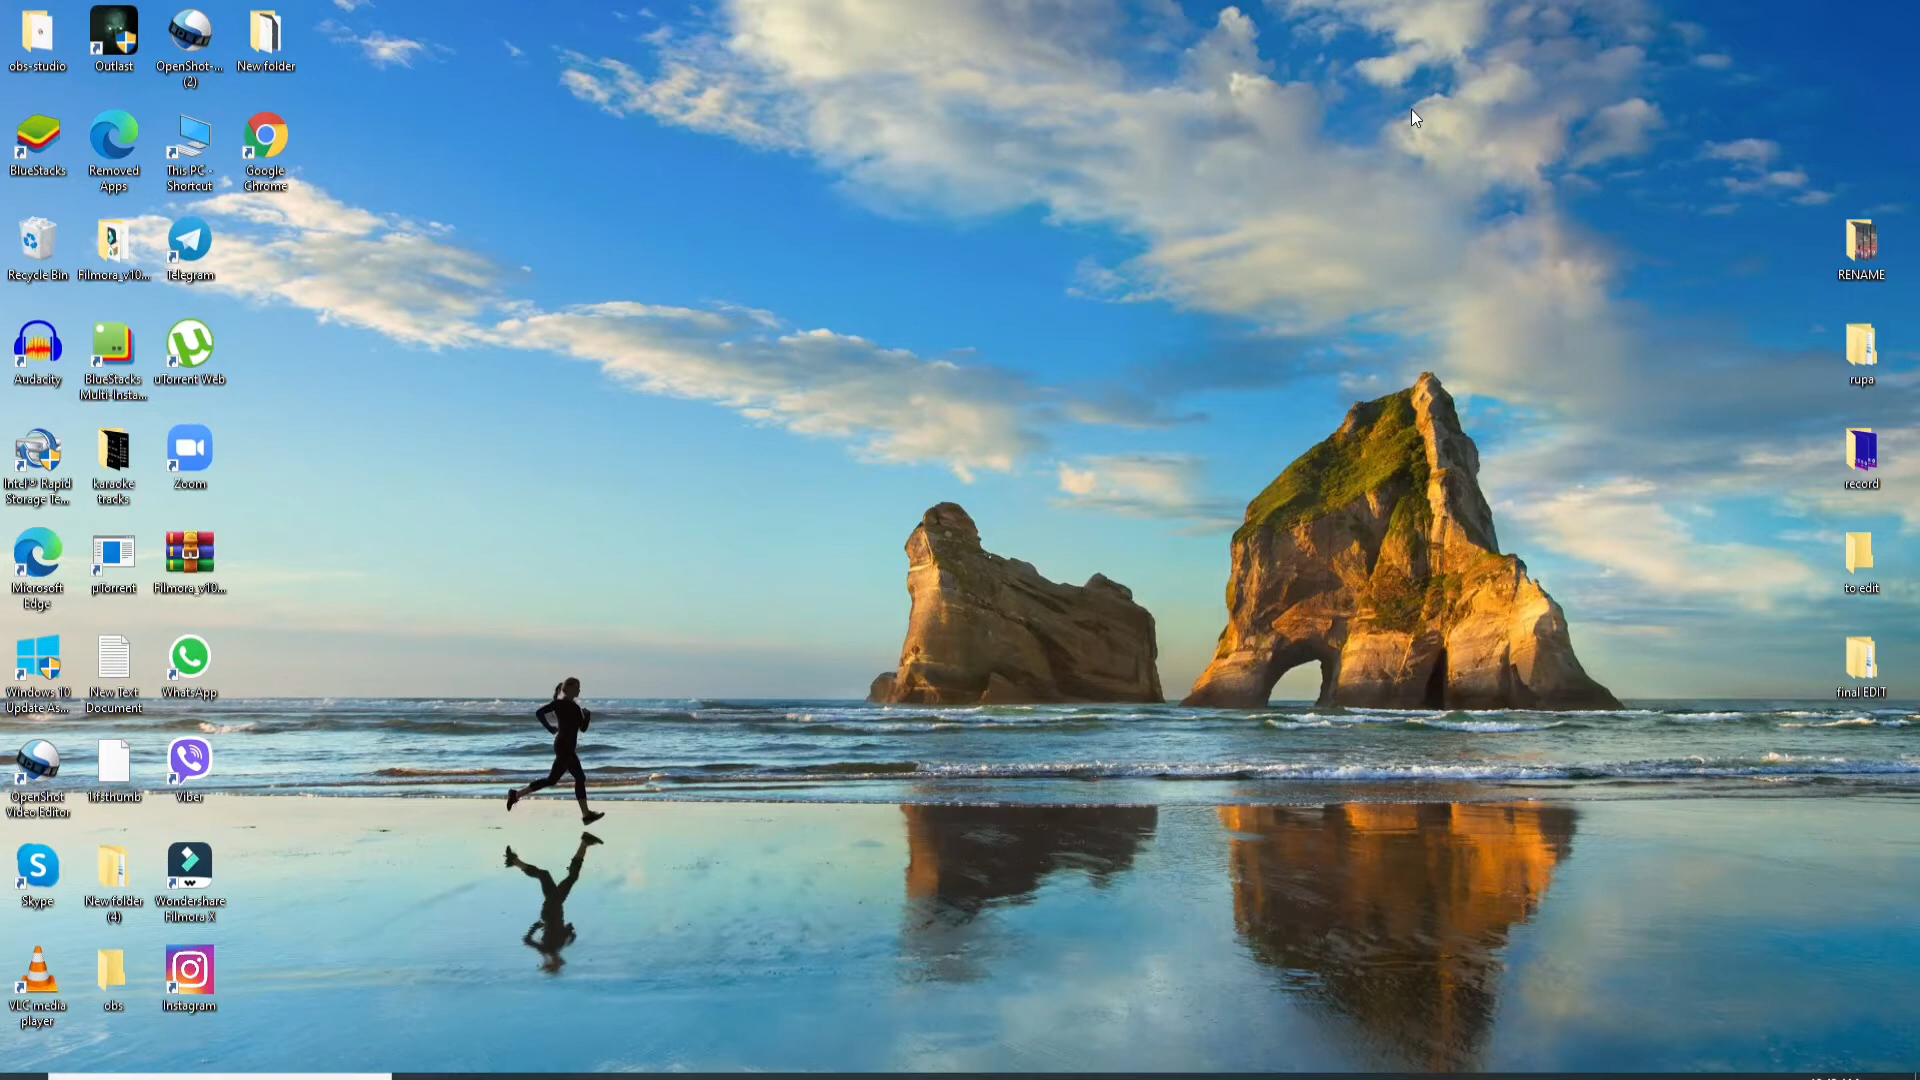 obs-studio
Outlast
OpenShot-...
(2)
New folder
BlueStacks
Removed
Apps
This PC -
Shortcut
Google
Chrome
Recycle Bin
Filmora_v10...
Telegram
RENAME
Audacity
BlueStacks
Multi-Insta...
uTorrent Web
rupa
Intel® Rapid
Storage Te...
karaoke
tracks
Zoom
record
Microsoft
Edge
µTorrent
Filmora_v10...
to edit
Windows 10
Update As...
New Text
Document
WhatsApp
final EDIT
OpenShot
Video Editor
1.fsthumb
Viber
Skype
New folder
(4)
Wondershare
Filmora X
VLC media
player
obs
Instagram